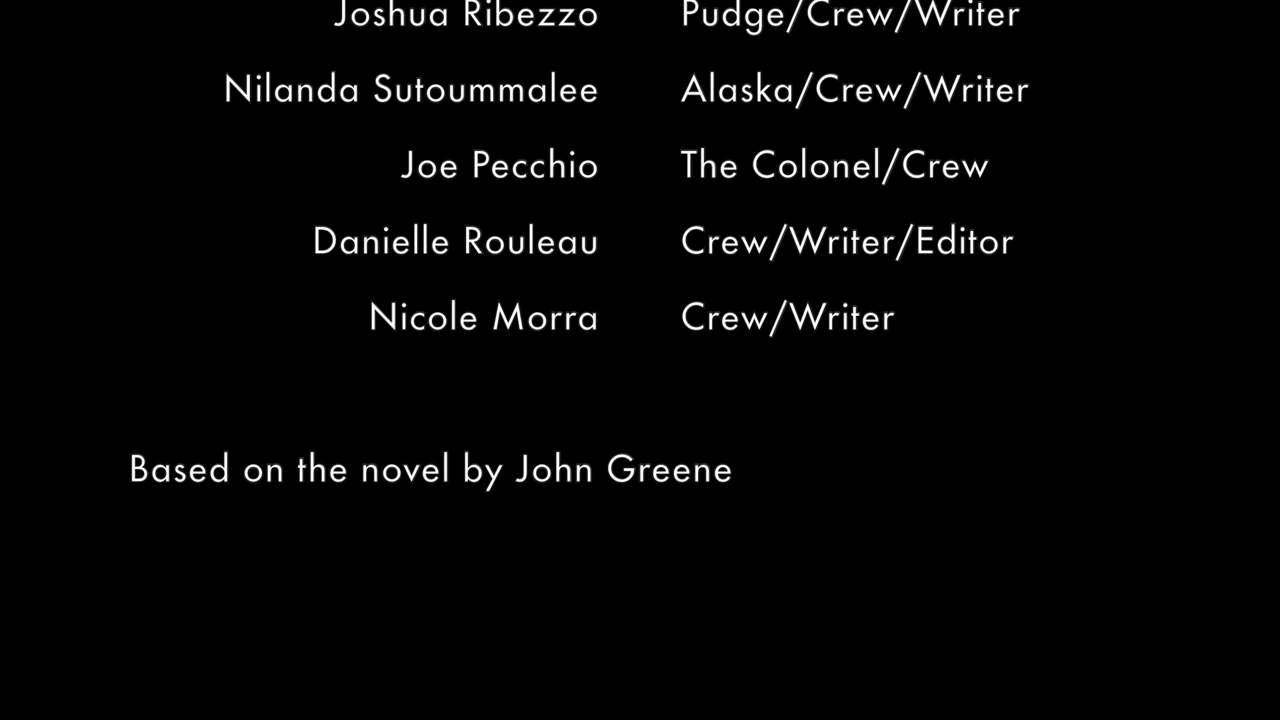 Joshua Ribezzo Pudge/Crew/Writer
Nilanda Sutoummalee Alaska/Crew/Writer
Joe Pecchio The Colonel/Crew
Danielle Rouleau Crew/Writer/Editor
Nicole Morra Crew/Writer
Based on the novel by John Greene